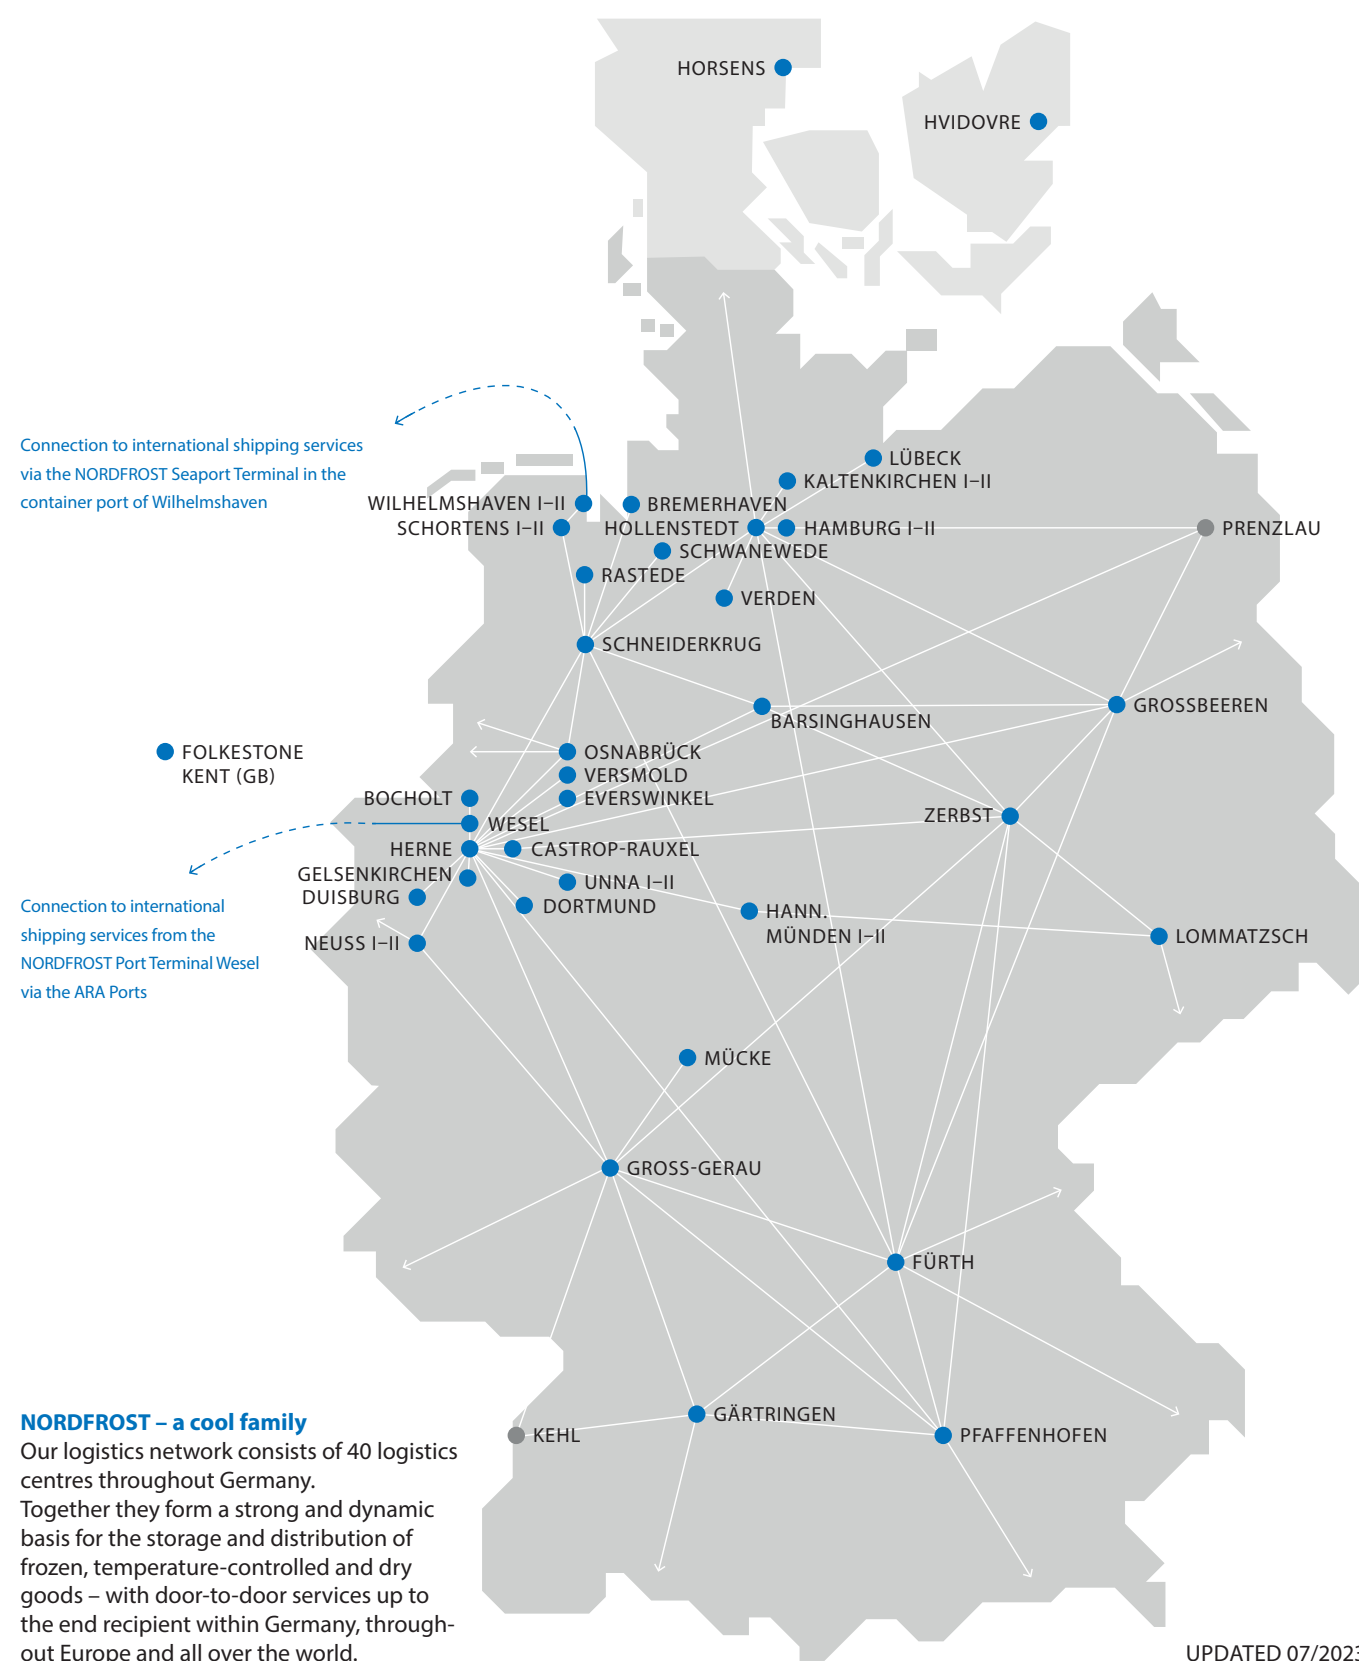 HORSENS
HVIDOVRE
Connection to international shipping services
via the NORDFROST Seaport Terminal in the
container port of Wilhelmshaven
LÜBECK
KALTENKIRCHEN I–II
WILHELMSHAVEN I–II
BREMERHAVEN
SCHORTENS I–II
HOLLENSTEDT
HAMBURG I–II
PRENZLAU
SCHWANEWEDE
RASTEDE
VERDEN
SCHNEIDERKRUG
GROSSBEEREN
BARSINGHAUSEN
FOLKESTONE
KENT (GB)
OSNABRÜCK
VERSMOLD
BOCHOLT
EVERSWINKEL
WESEL
ZERBST
HERNE
CASTROP-RAUXEL
GELSENKIRCHEN
UNNA I–II
DUISBURG
DORTMUND
HANN.
MÜNDEN I–II
NEUSS I–II
LOMMATZSCH
Connection to international
shipping services from the
NORDFROST Port Terminal Wesel
via the ARA Ports
MÜCKE
GROSS-GERAU
FÜRTH
GÄRTRINGEN
KEHL
PFAFFENHOFEN
NORDFROST – a cool family
Our logistics network consists of 40 logistics
centres throughout Germany.
Together they form a strong and dynamic
basis for the storage and distribution of
frozen, temperature-controlled and dry
goods – with door-to-door services up to
the end recipient within Germany, through-
out Europe and all over the world.
UPDATED 07/2023